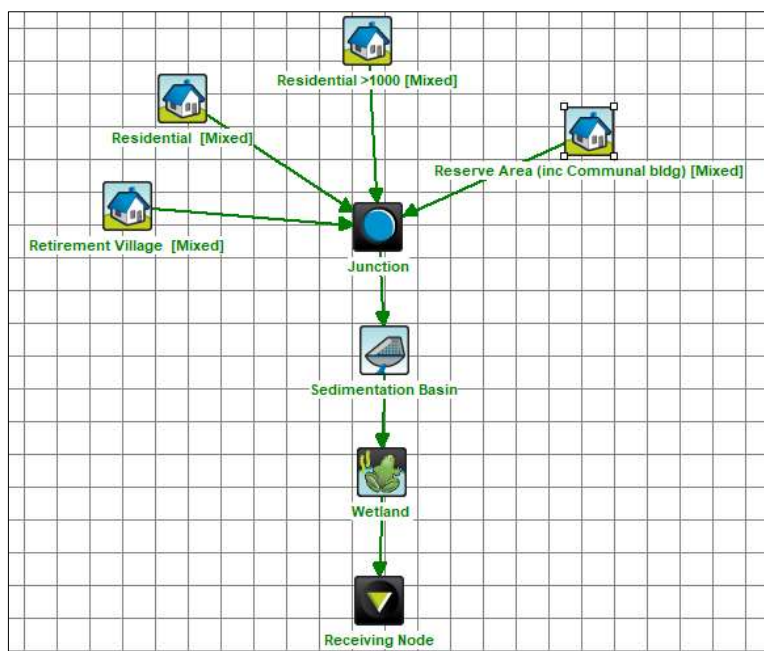 Residential >1000 [Mixed]
Residential [Mixed]
Reserve Area (inc Communal bldg) [Mixed]
Retirement Village [Mixed]
Junction
Sedimentation Basin
Wetland
Receiving Node